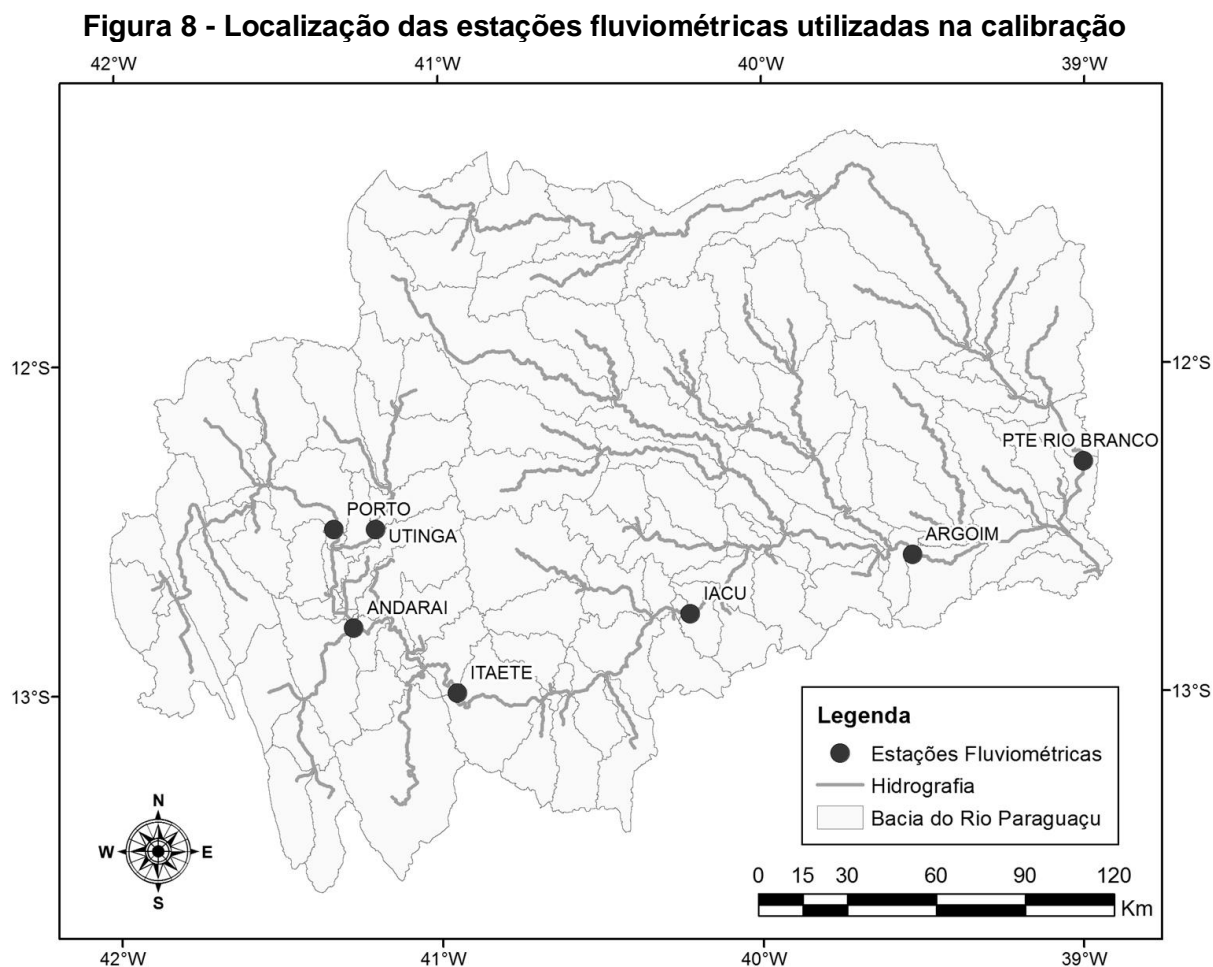 Figura 8 - Localização das estações fluviométricas utilizadas na calibração
42°W 41°W 40°W 39°W
12°S 12°S
PTE RIO BRANCO
PORTO
UTINGA
ARGOIM
IACU
ANDARAI
ITAETE
13°S 13°S
Legenda
Estações Fluviométricas
Hidrografia
Bacia do Rio Paraguaçu
N
W E
S
0 15 30 60 90 120
Km
42°W 41°W 40°W 39°W